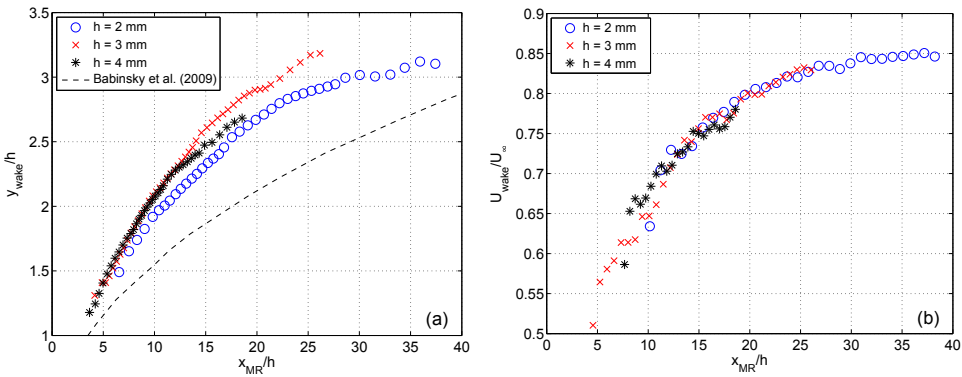 h = 2 mm
h = 3 mm
h = 4 mm
Babinsky et al. (2009)
3.5
3
2.5
2
1.5
1
y_wake/h
0 5 10 15 20 25 30 35 40
x_MR/h
(a)
h = 2 mm
h = 3 mm
h = 4 mm
0.9
0.85
0.8
0.75
0.7
0.65
0.6
0.55
0.5
U_wake/U_∞
0 5 10 15 20 25 30 35 40
x_MR/h
(b)